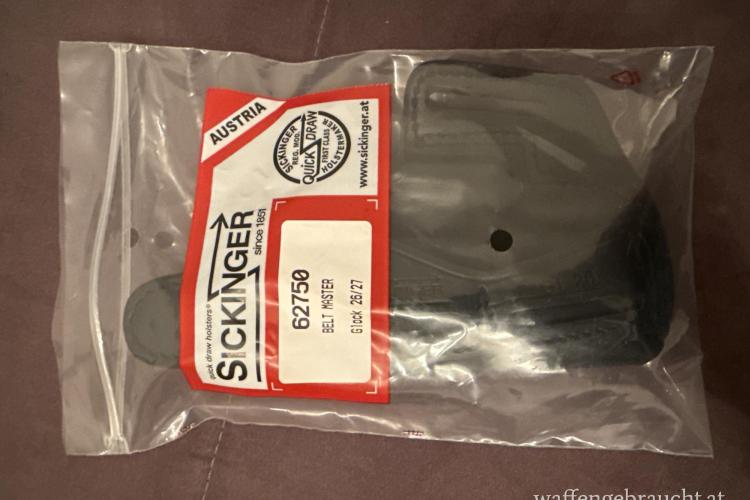 AUSTRIA
SICKINGER
REG. MOD.
QUICK DRAW
FIRST CLASS
HOLSTERMAKER
www.sickinger.at
quick draw holsters®
SICKINGER
since 1851
62750
BELT MASTER
Glock 26/27
waffengebraucht.at